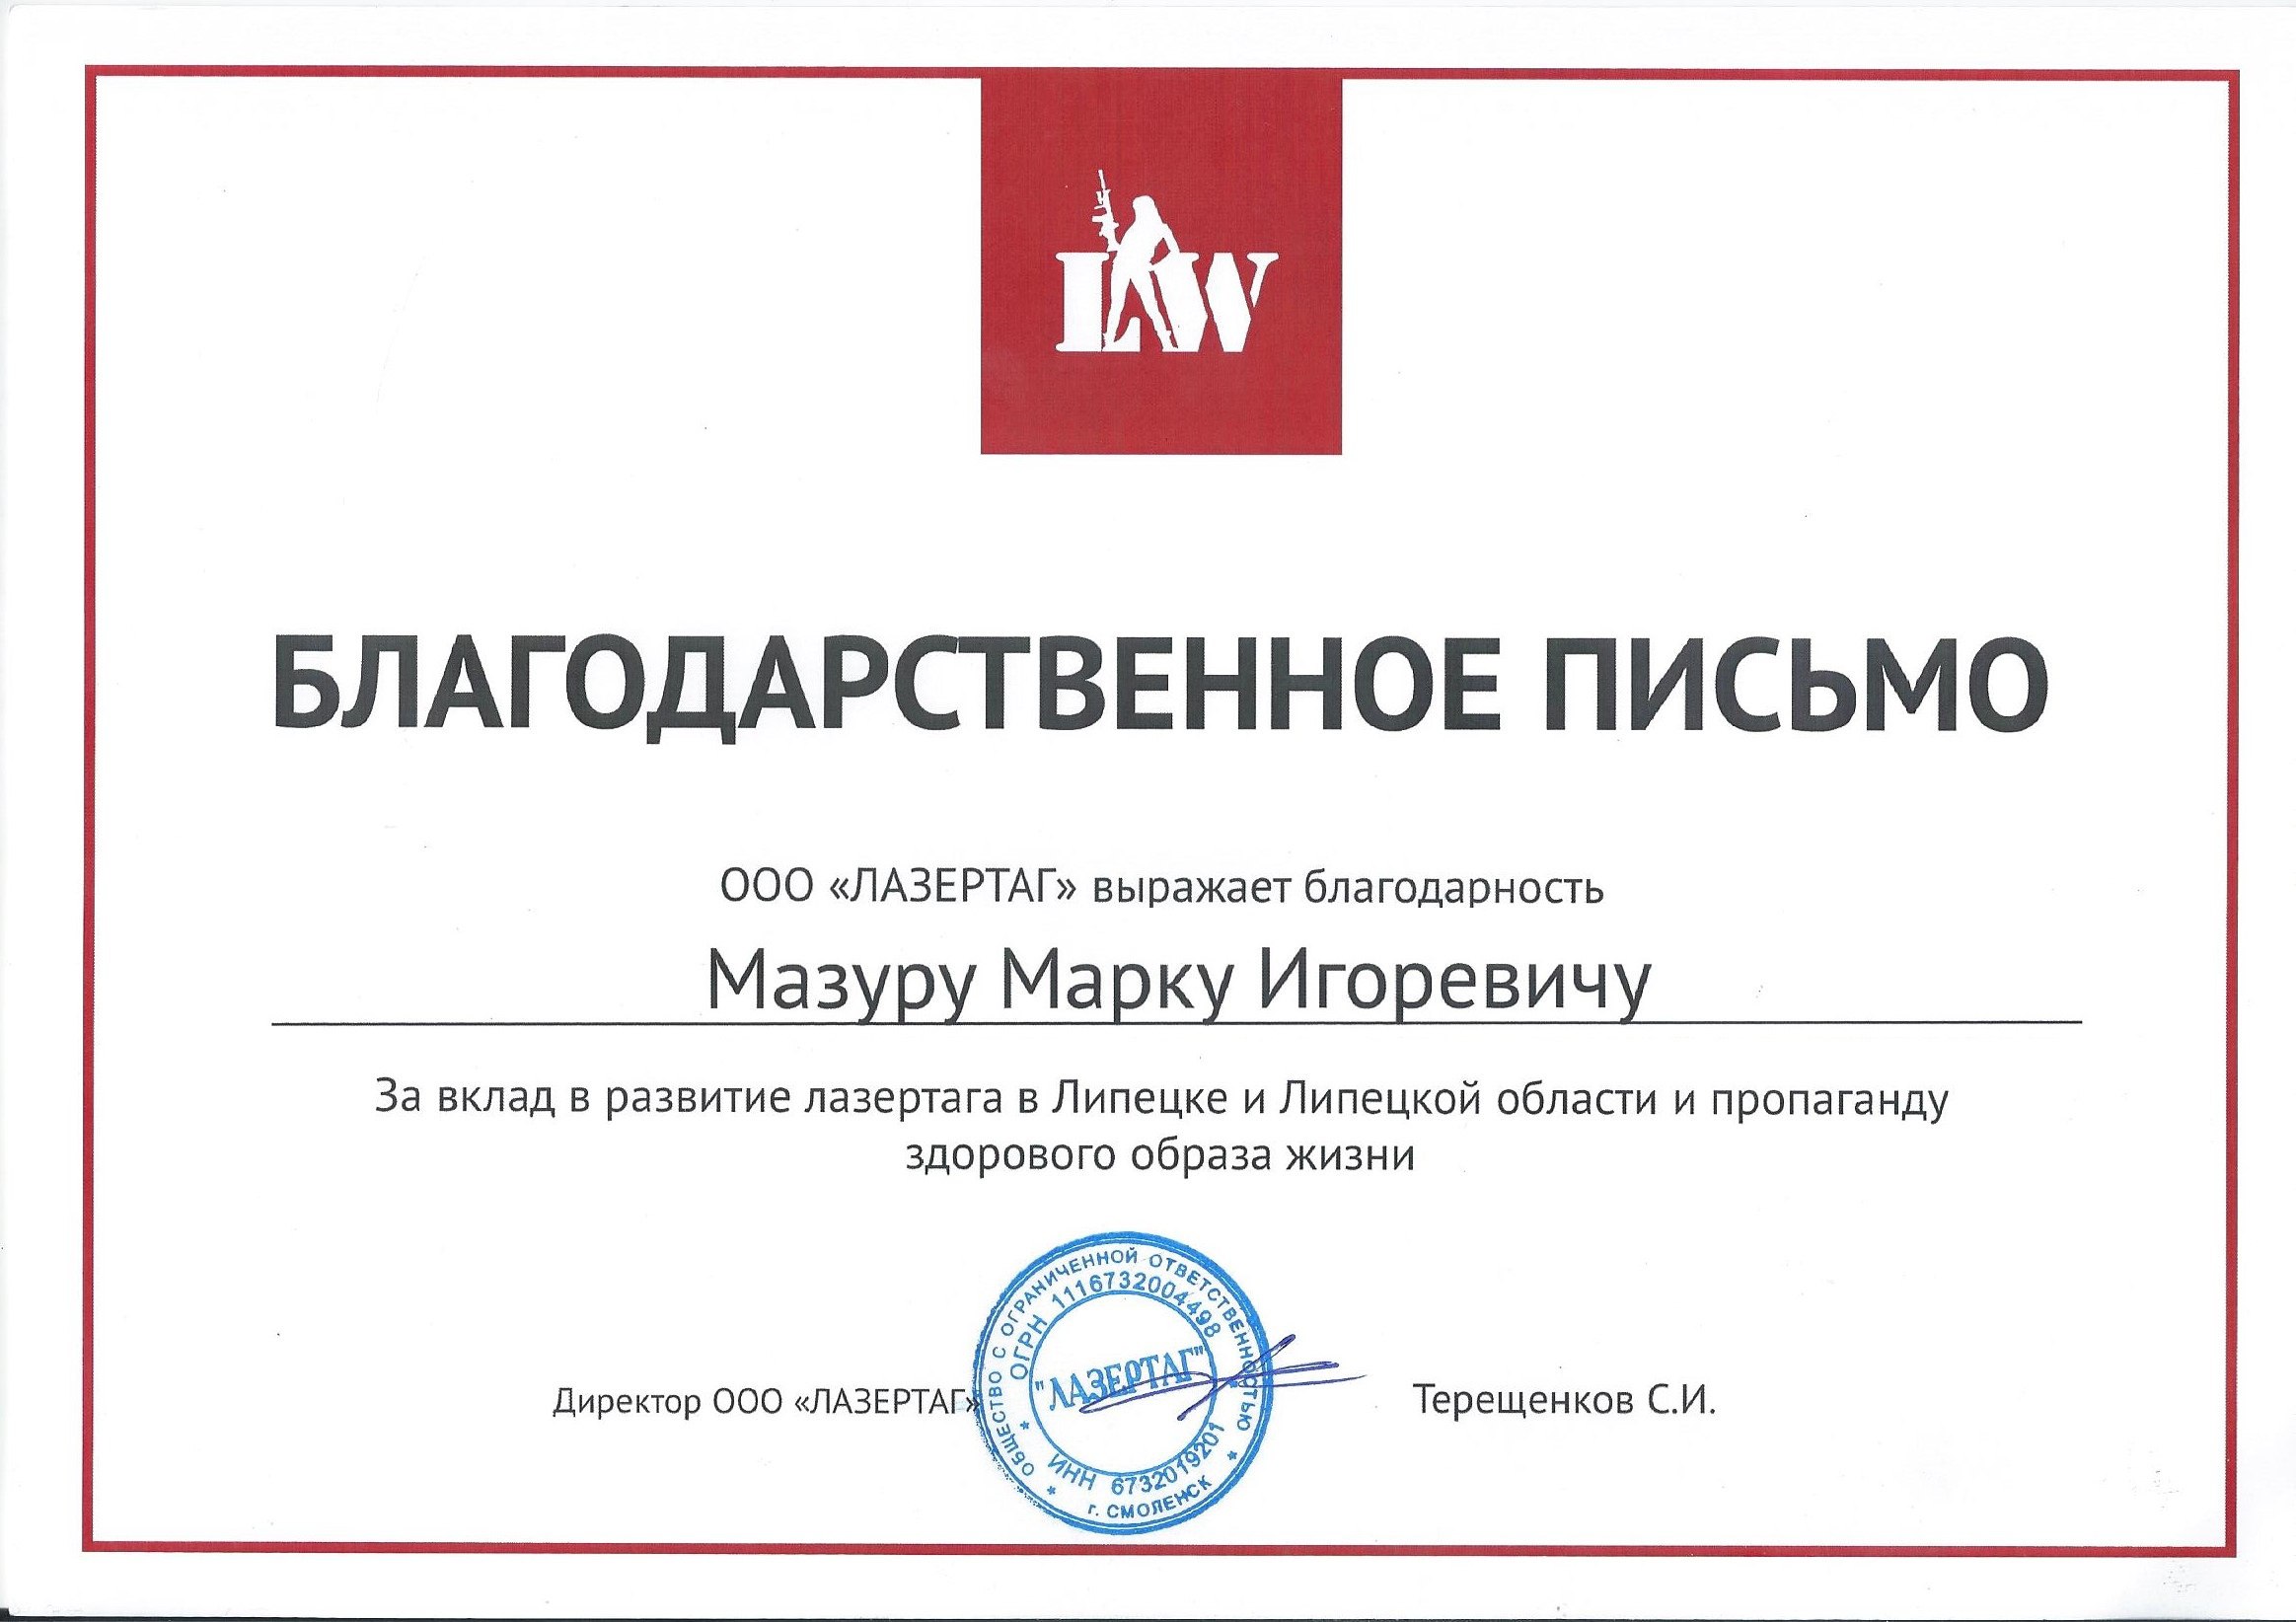 LW
БЛАГОДАРСТВЕННОЕ ПИСЬМО
ООО «ЛАЗЕРТАГ» выражает благодарность
Мазуру Марку Игоревичу
За вклад в развитие лазертага в Липецке и Липецкой области и пропаганду
здорового образа жизни
Директор ООО «ЛАЗЕРТАГ»
ОБЩЕСТВО С ОГРАНИЧЕННОЙ ОТВЕТСТВЕННОСТЬЮ
ОГРН 1116732004498
"ЛАЗЕРТАГ"
ИНН 6732019201
г. СМОЛЕНСК
Терещенков С.И.